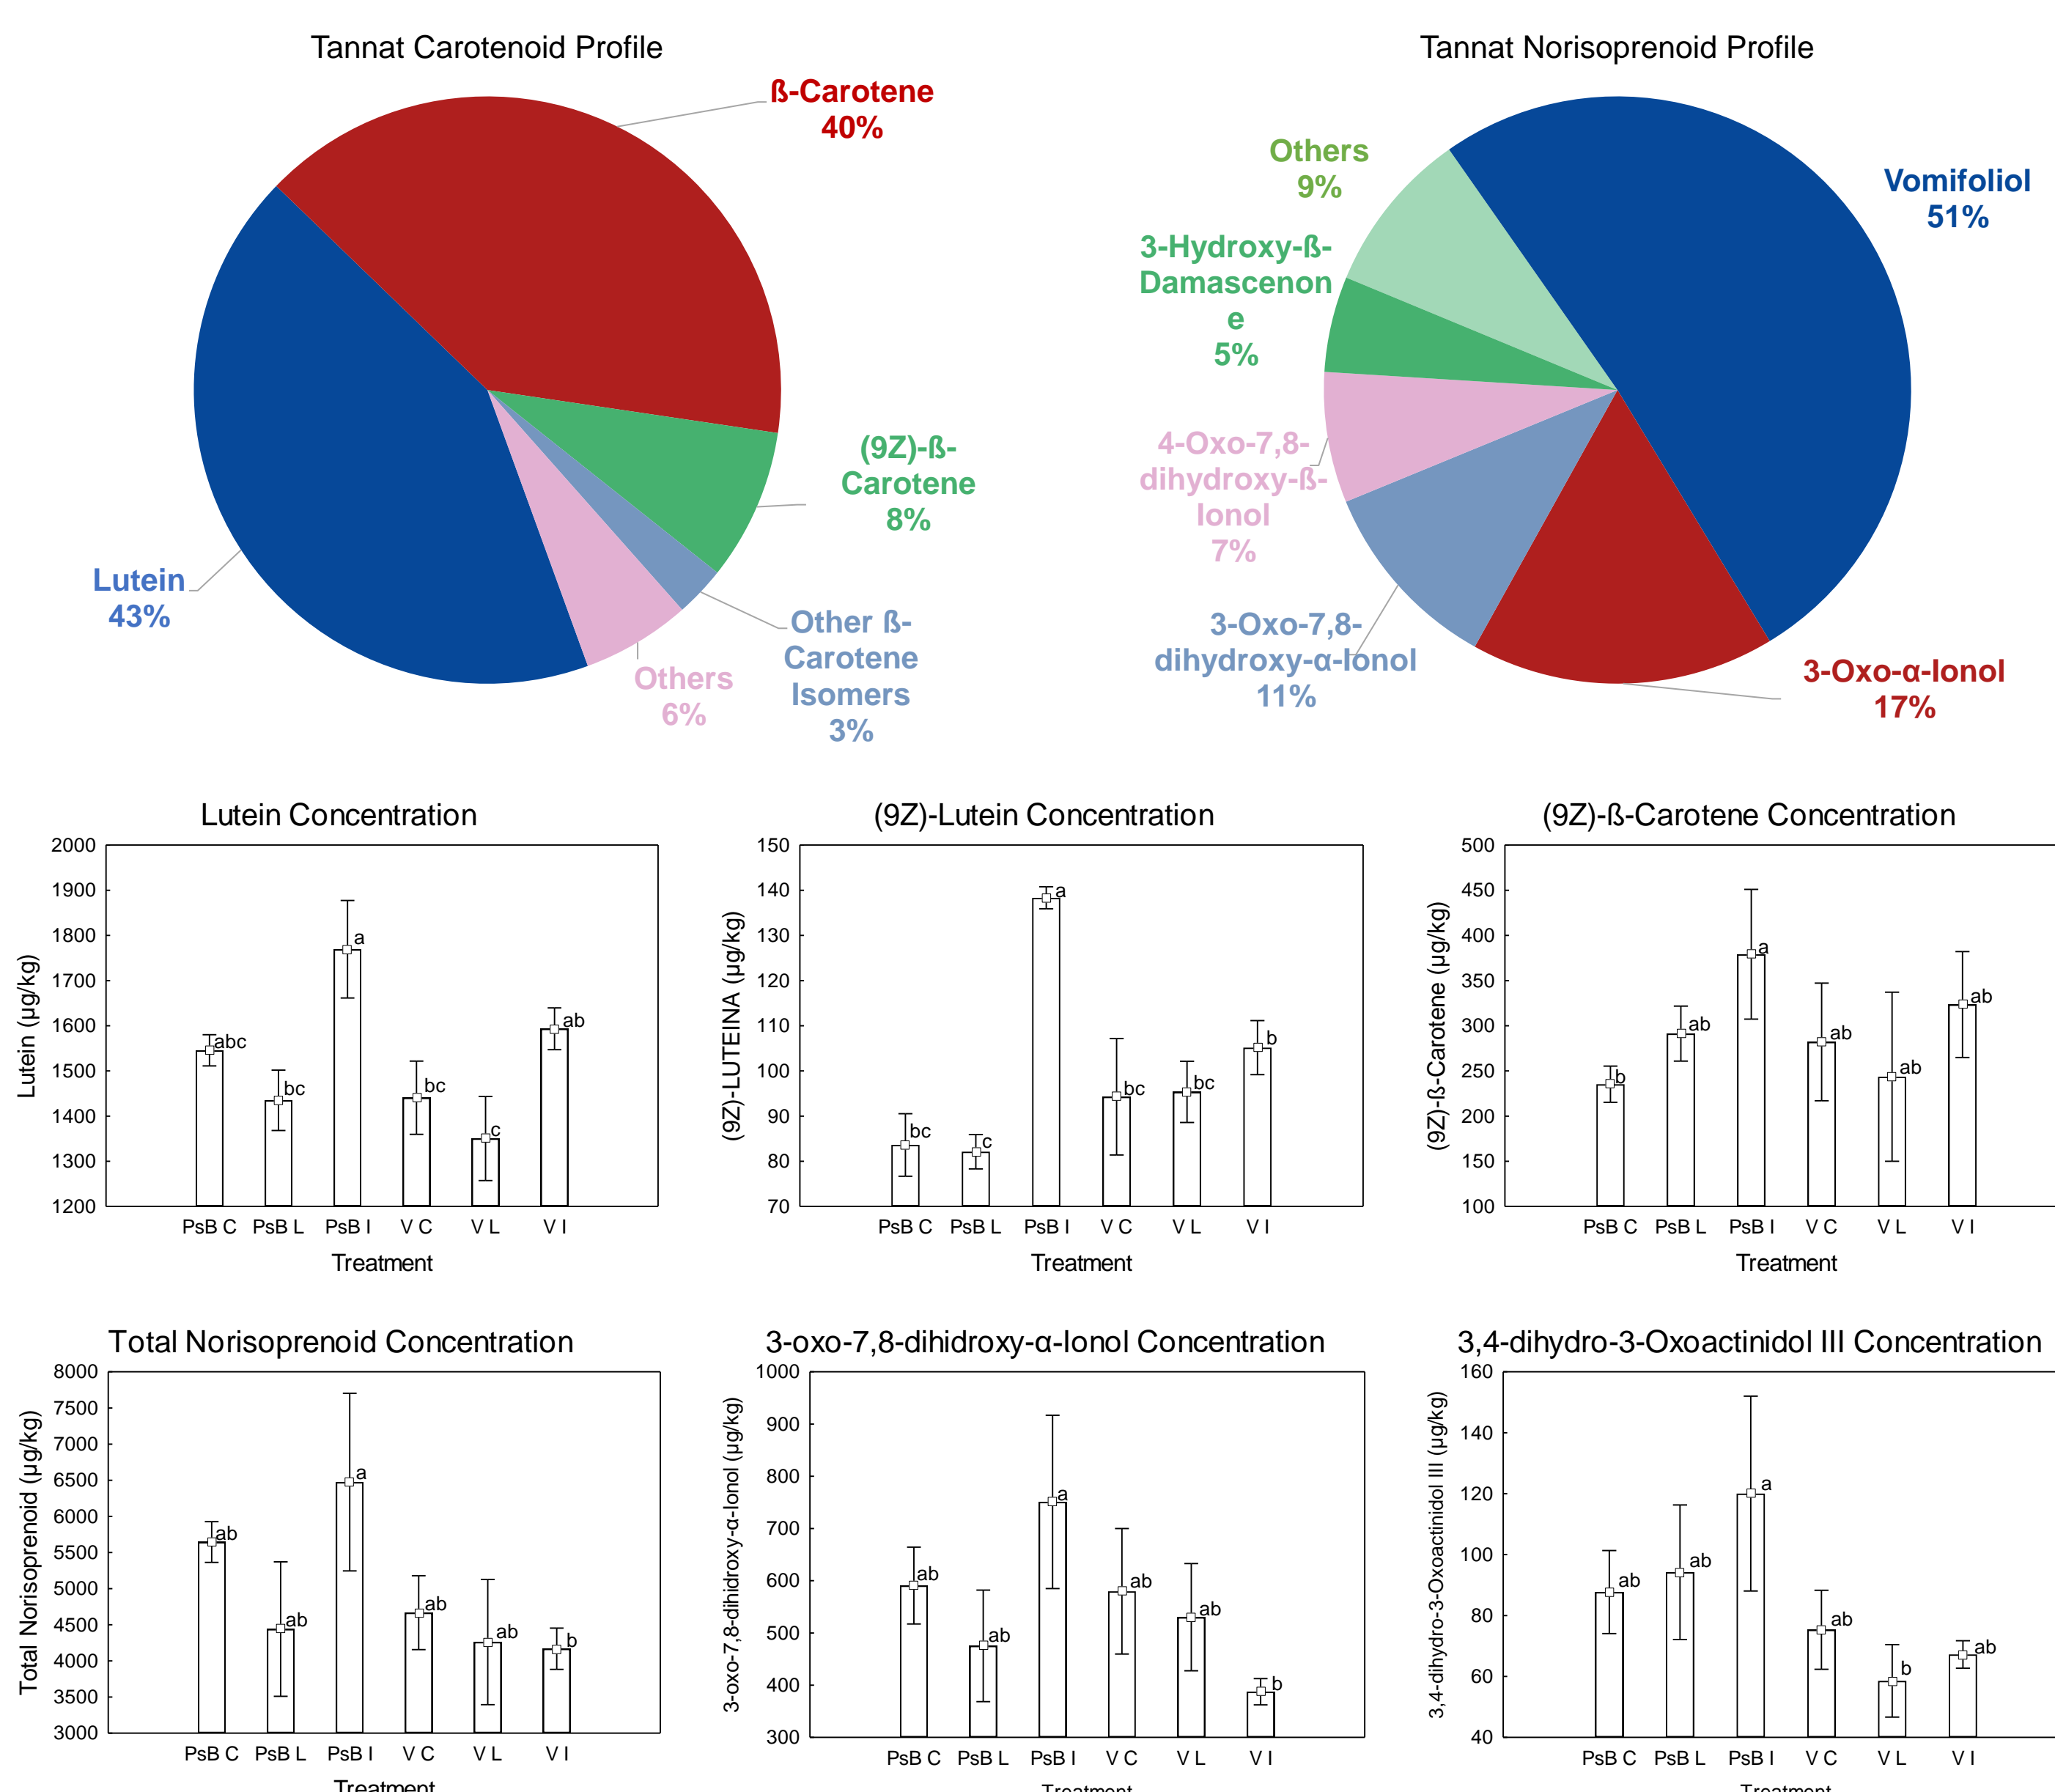 Tannat Carotenoid Profile
ß-Carotene
40%
(9Z)-ß-
Carotene
8%
Other ß-
Carotene
Isomers
3%
Others
6%
Lutein
43%
Tannat Norisoprenoid Profile
Vomifoliol
51%
3-Oxo-α-Ionol
17%
3-Oxo-7,8-
dihydroxy-α-Ionol
11%
4-Oxo-7,8-
dihydroxy-ß-
Ionol
7%
3-Hydroxy-ß-
Damascenon
e
5%
Others
9%
Lutein Concentration
Lutein (µg/kg)
2000
1900
1800
1700
1600
1500
1400
1300
1200
abc
bc
a
bc
c
ab
PsB C PsB L PsB I V C V L V I
Treatment
(9Z)-Lutein Concentration
(9Z)-LUTEINA (µg/kg)
150
140
130
120
110
100
90
80
70
bc
c
a
bc
bc
b
PsB C PsB L PsB I V C V L V I
Treatment
(9Z)-ß-Carotene Concentration
(9Z)-ß-Carotene (µg/kg)
500
450
400
350
300
250
200
150
100
b
ab
a
ab
ab
ab
PsB C PsB L PsB I V C V L V I
Treatment
Total Norisoprenoid Concentration
Total Norisoprenoid (µg/kg)
8000
7500
7000
6500
6000
5500
5000
4500
4000
3500
3000
ab
ab
a
ab
ab
b
PsB C PsB L PsB I V C V L V I
Treatment
3-oxo-7,8-dihidroxy-α-Ionol Concentration
3-oxo-7,8-dihidroxy-α-Ionol (µg/kg)
1000
900
800
700
600
500
400
300
ab
ab
a
ab
ab
b
PsB C PsB L PsB I V C V L V I
Treatment
3,4-dihydro-3-Oxoactinidol III Concentration
3,4-dihydro-3-Oxoactinidol III (µg/kg)
160
140
120
100
80
60
40
ab
ab
a
ab
b
ab
PsB C PsB L PsB I V C V L V I
Treatment